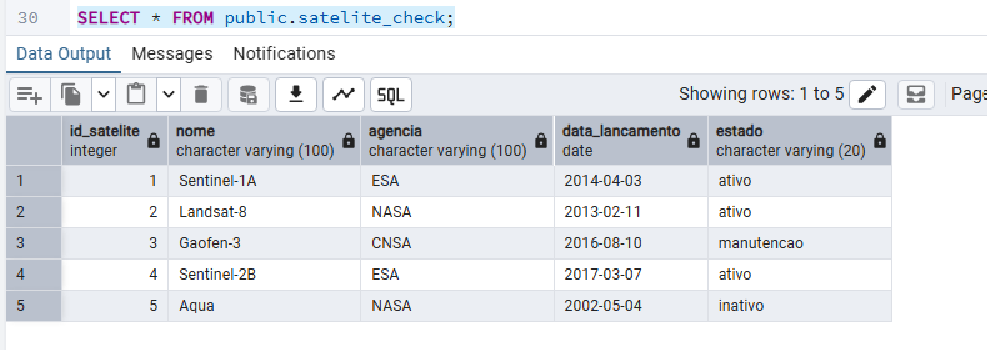 30 SELECT * FROM public.satelite_check;
Data Output Messages Notifications
SQL Showing rows: 1 to 5 Page
id_satelite nome agencia data_lancamento estado
integer character varying (100) character varying (100) date character varying (20)
1 1 Sentinel-1A ESA 2014-04-03 ativo
2 2 Landsat-8 NASA 2013-02-11 ativo
3 3 Gaofen-3 CNSA 2016-08-10 manutencao
4 4 Sentinel-2B ESA 2017-03-07 ativo
5 5 Aqua NASA 2002-05-04 inativo